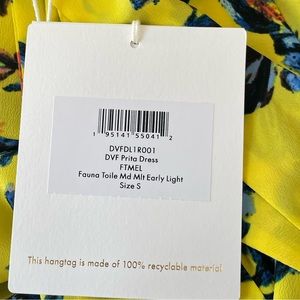 1 95141 55041 2
DVFDL1R001
DVF Prita Dress
FTMEL
Fauna Toile Md Mlt Early Light
Size S
This hangtag is made of 100% recyclable material